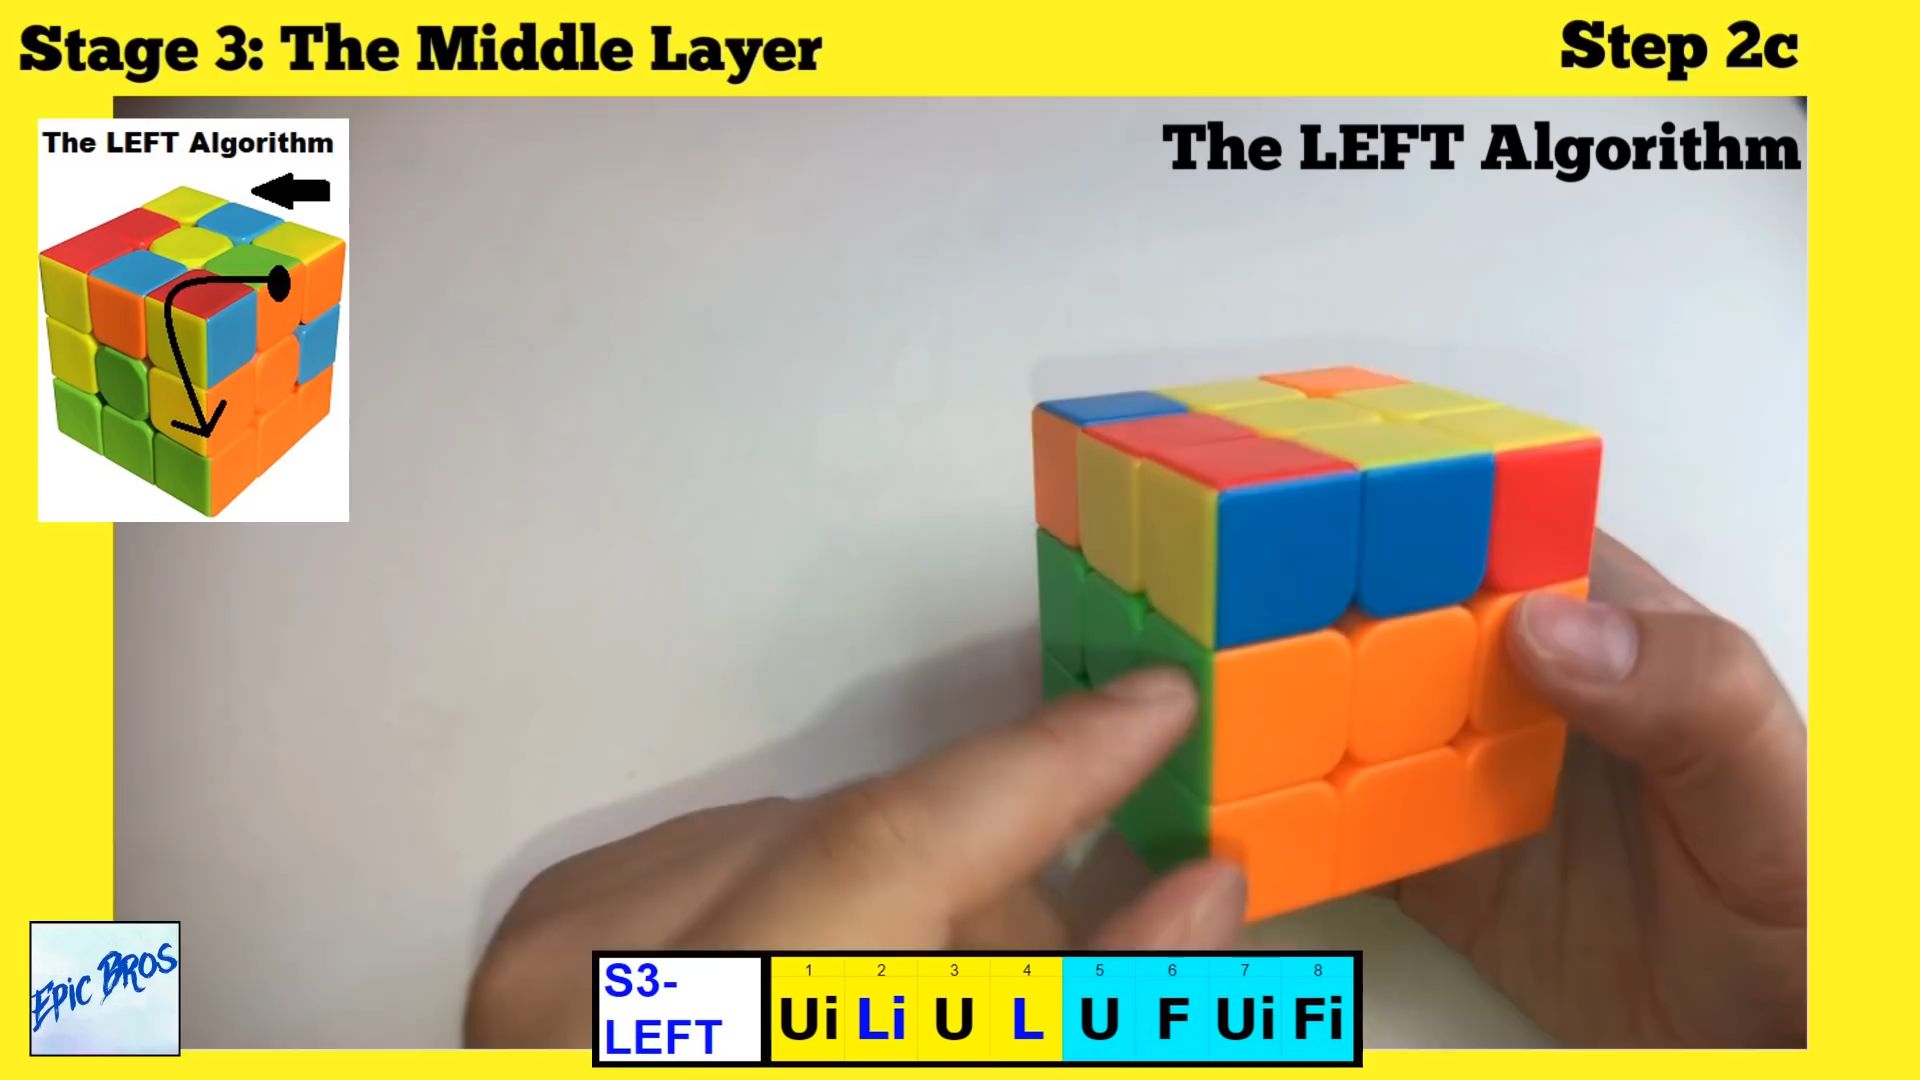 Stage 3: The Middle Layer
Step 2c
The LEFT Algorithm
The LEFT Algorithm
EPIC BROS
S3-
LEFT
1 2 3 4 5 6 7 8
Ui Li U L U F Ui Fi